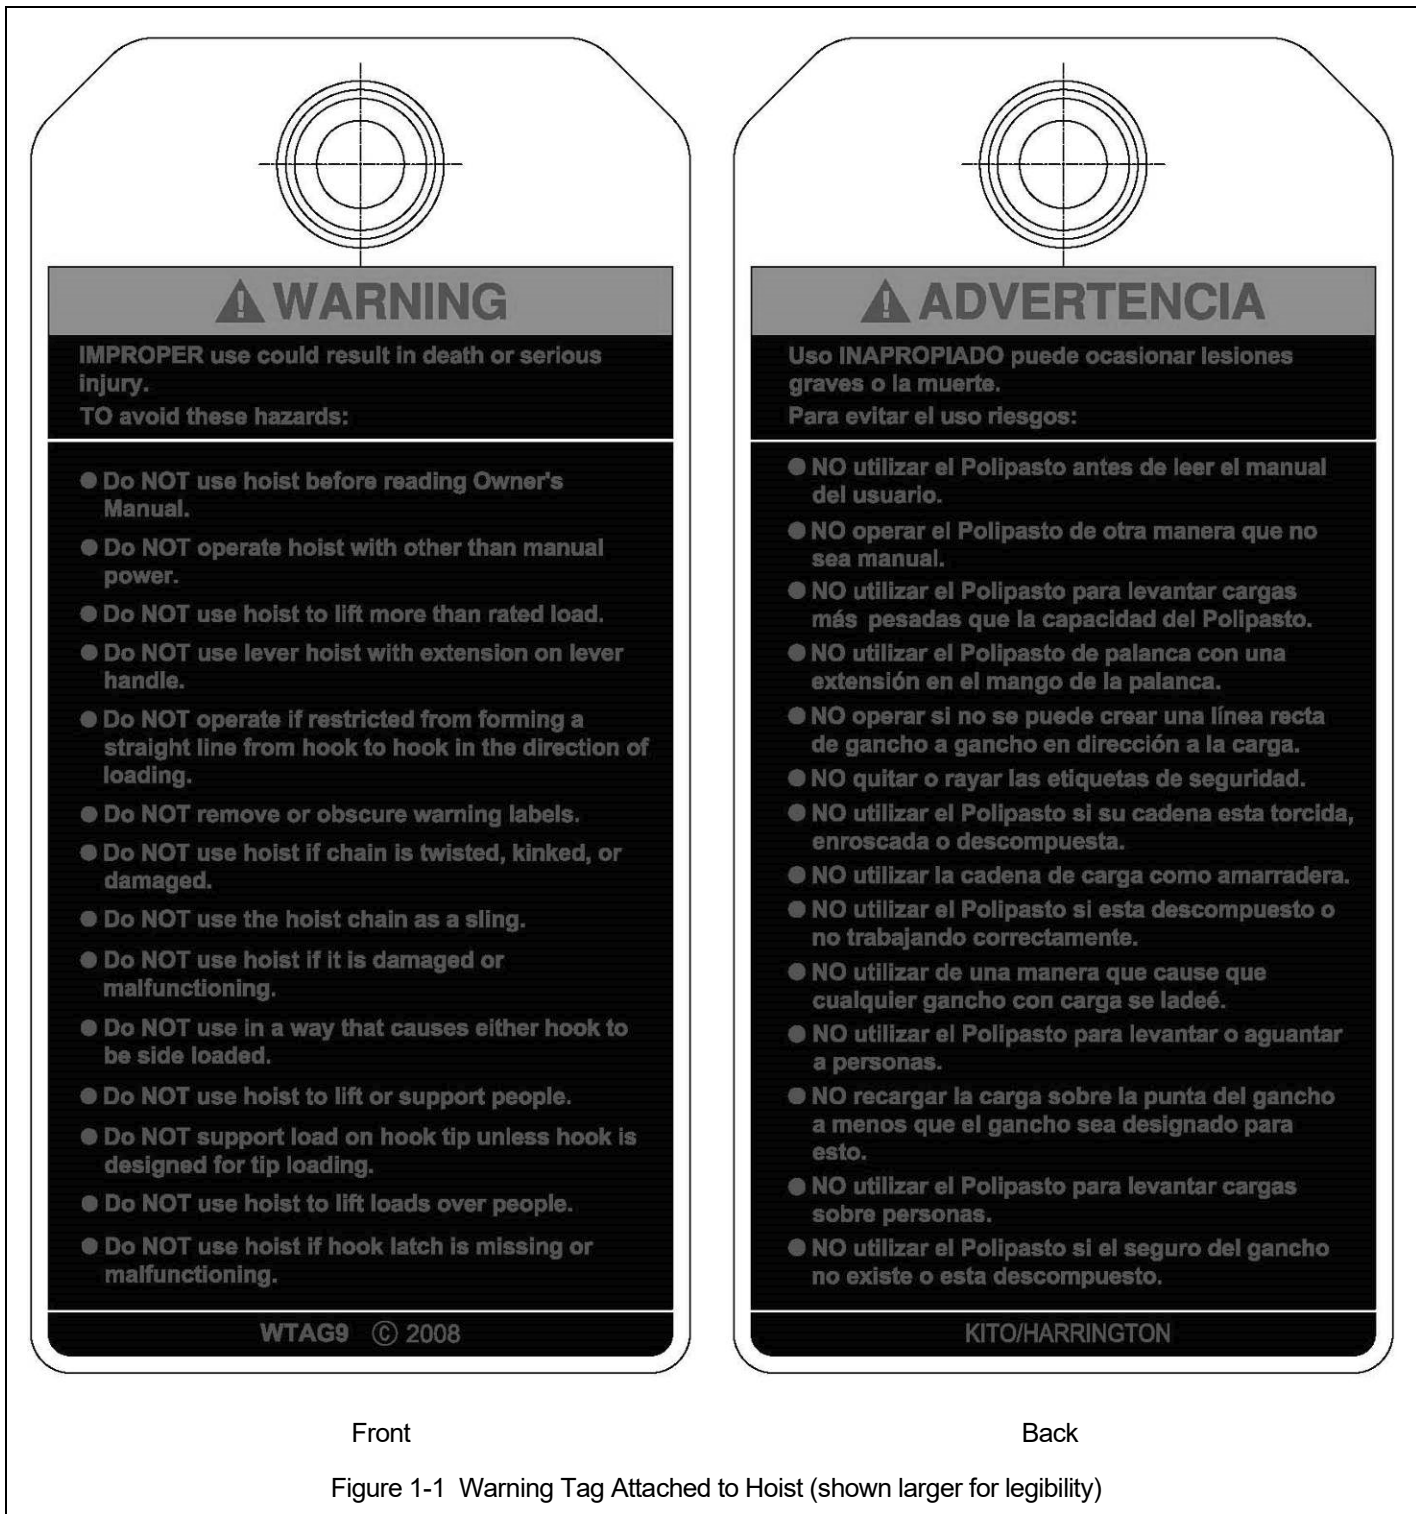 ⚠ WARNING
IMPROPER use could result in death or serious
injury.
TO avoid these hazards:
● Do NOT use hoist before reading Owner's
Manual.
● Do NOT operate hoist with other than manual
power.
● Do NOT use hoist to lift more than rated load.
● Do NOT use lever hoist with extension on lever
handle.
● Do NOT operate if restricted from forming a
straight line from hook to hook in the direction of
loading.
● Do NOT remove or obscure warning labels.
● Do NOT use hoist if chain is twisted, kinked, or
damaged.
● Do NOT use the hoist chain as a sling.
● Do NOT use hoist if it is damaged or
malfunctioning.
● Do NOT use in a way that causes either hook to
be side loaded.
● Do NOT use hoist to lift or support people.
● Do NOT support load on hook tip unless hook is
designed for tip loading.
● Do NOT use hoist to lift loads over people.
● Do NOT use hoist if hook latch is missing or
malfunctioning.
WTAG9 © 2008
Front
⚠ ADVERTENCIA
Uso INAPROPIADO puede ocasionar lesiones
graves o la muerte.
Para evitar el uso riesgos:
● NO utilizar el Polipasto antes de leer el manual
del usuario.
● NO operar el Polipasto de otra manera que no
sea manual.
● NO utilizar el Polipasto para levantar cargas
más pesadas que la capacidad del Polipasto.
● NO utilizar el Polipasto de palanca con una
extensión en el mango de la palanca.
● NO operar si no se puede crear una línea recta
de gancho a gancho en dirección a la carga.
● NO quitar o rayar las etiquetas de seguridad.
● NO utilizar el Polipasto si su cadena esta torcida,
enroscada o descompuesta.
● NO utilizar la cadena de carga como amarradera.
● NO utilizar el Polipasto si esta descompuesto o
no trabajando correctamente.
● NO utilizar de una manera que cause que
cualquier gancho con carga se ladeé.
● NO utilizar el Polipasto para levantar o aguantar
a personas.
● NO recargar la carga sobre la punta del gancho
a menos que el gancho sea designado para
esto.
● NO utilizar el Polipasto para levantar cargas
sobre personas.
● NO utilizar el Polipasto si el seguro del gancho
no existe o esta descompuesto.
KITO/HARRINGTON
Back
Figure 1-1 Warning Tag Attached to Hoist (shown larger for legibility)